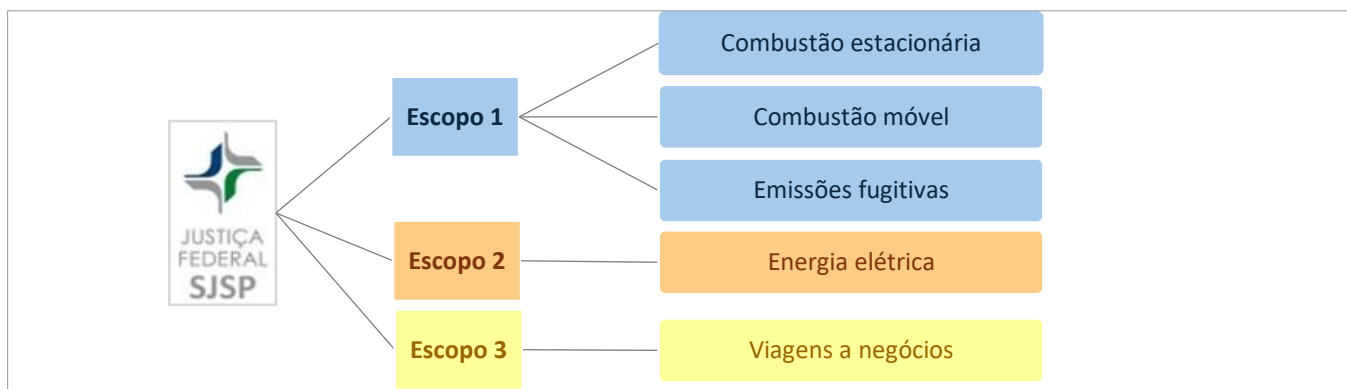 Combustão estacionária
Escopo 1
Combustão móvel
Emissões fugitivas
JUSTIÇA
FEDERAL
SJSP
Escopo 2
Energia elétrica
Escopo 3
Viagens a negócios